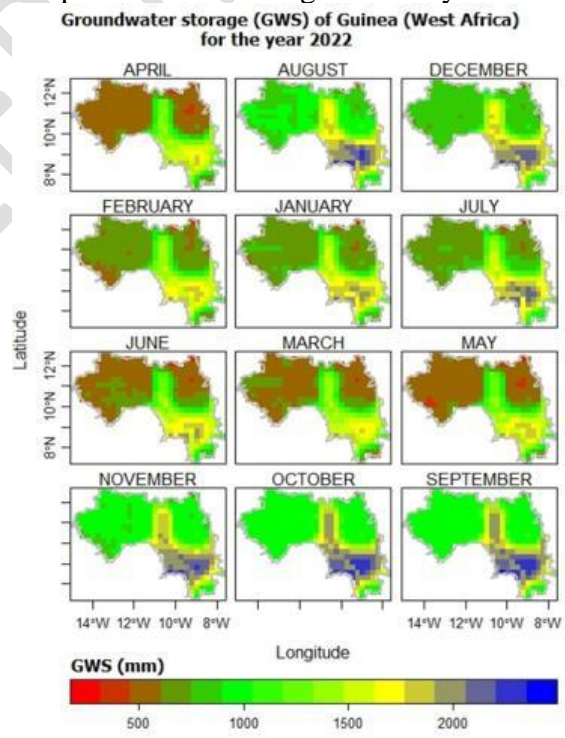 Groundwater storage (GWS) of Guinea (West Africa)
for the year 2022
APRIL AUGUST DECEMBER
12°N
10°N
8°N
FEBRUARY JANUARY JULY
Latitude
JUNE MARCH MAY
12°N
10°N
8°N
NOVEMBER OCTOBER SEPTEMBER
14°W 12°W 10°W 8°W 14°W 12°W 10°W 8°W
Longitude
GWS (mm)
500 1000 1500 2000